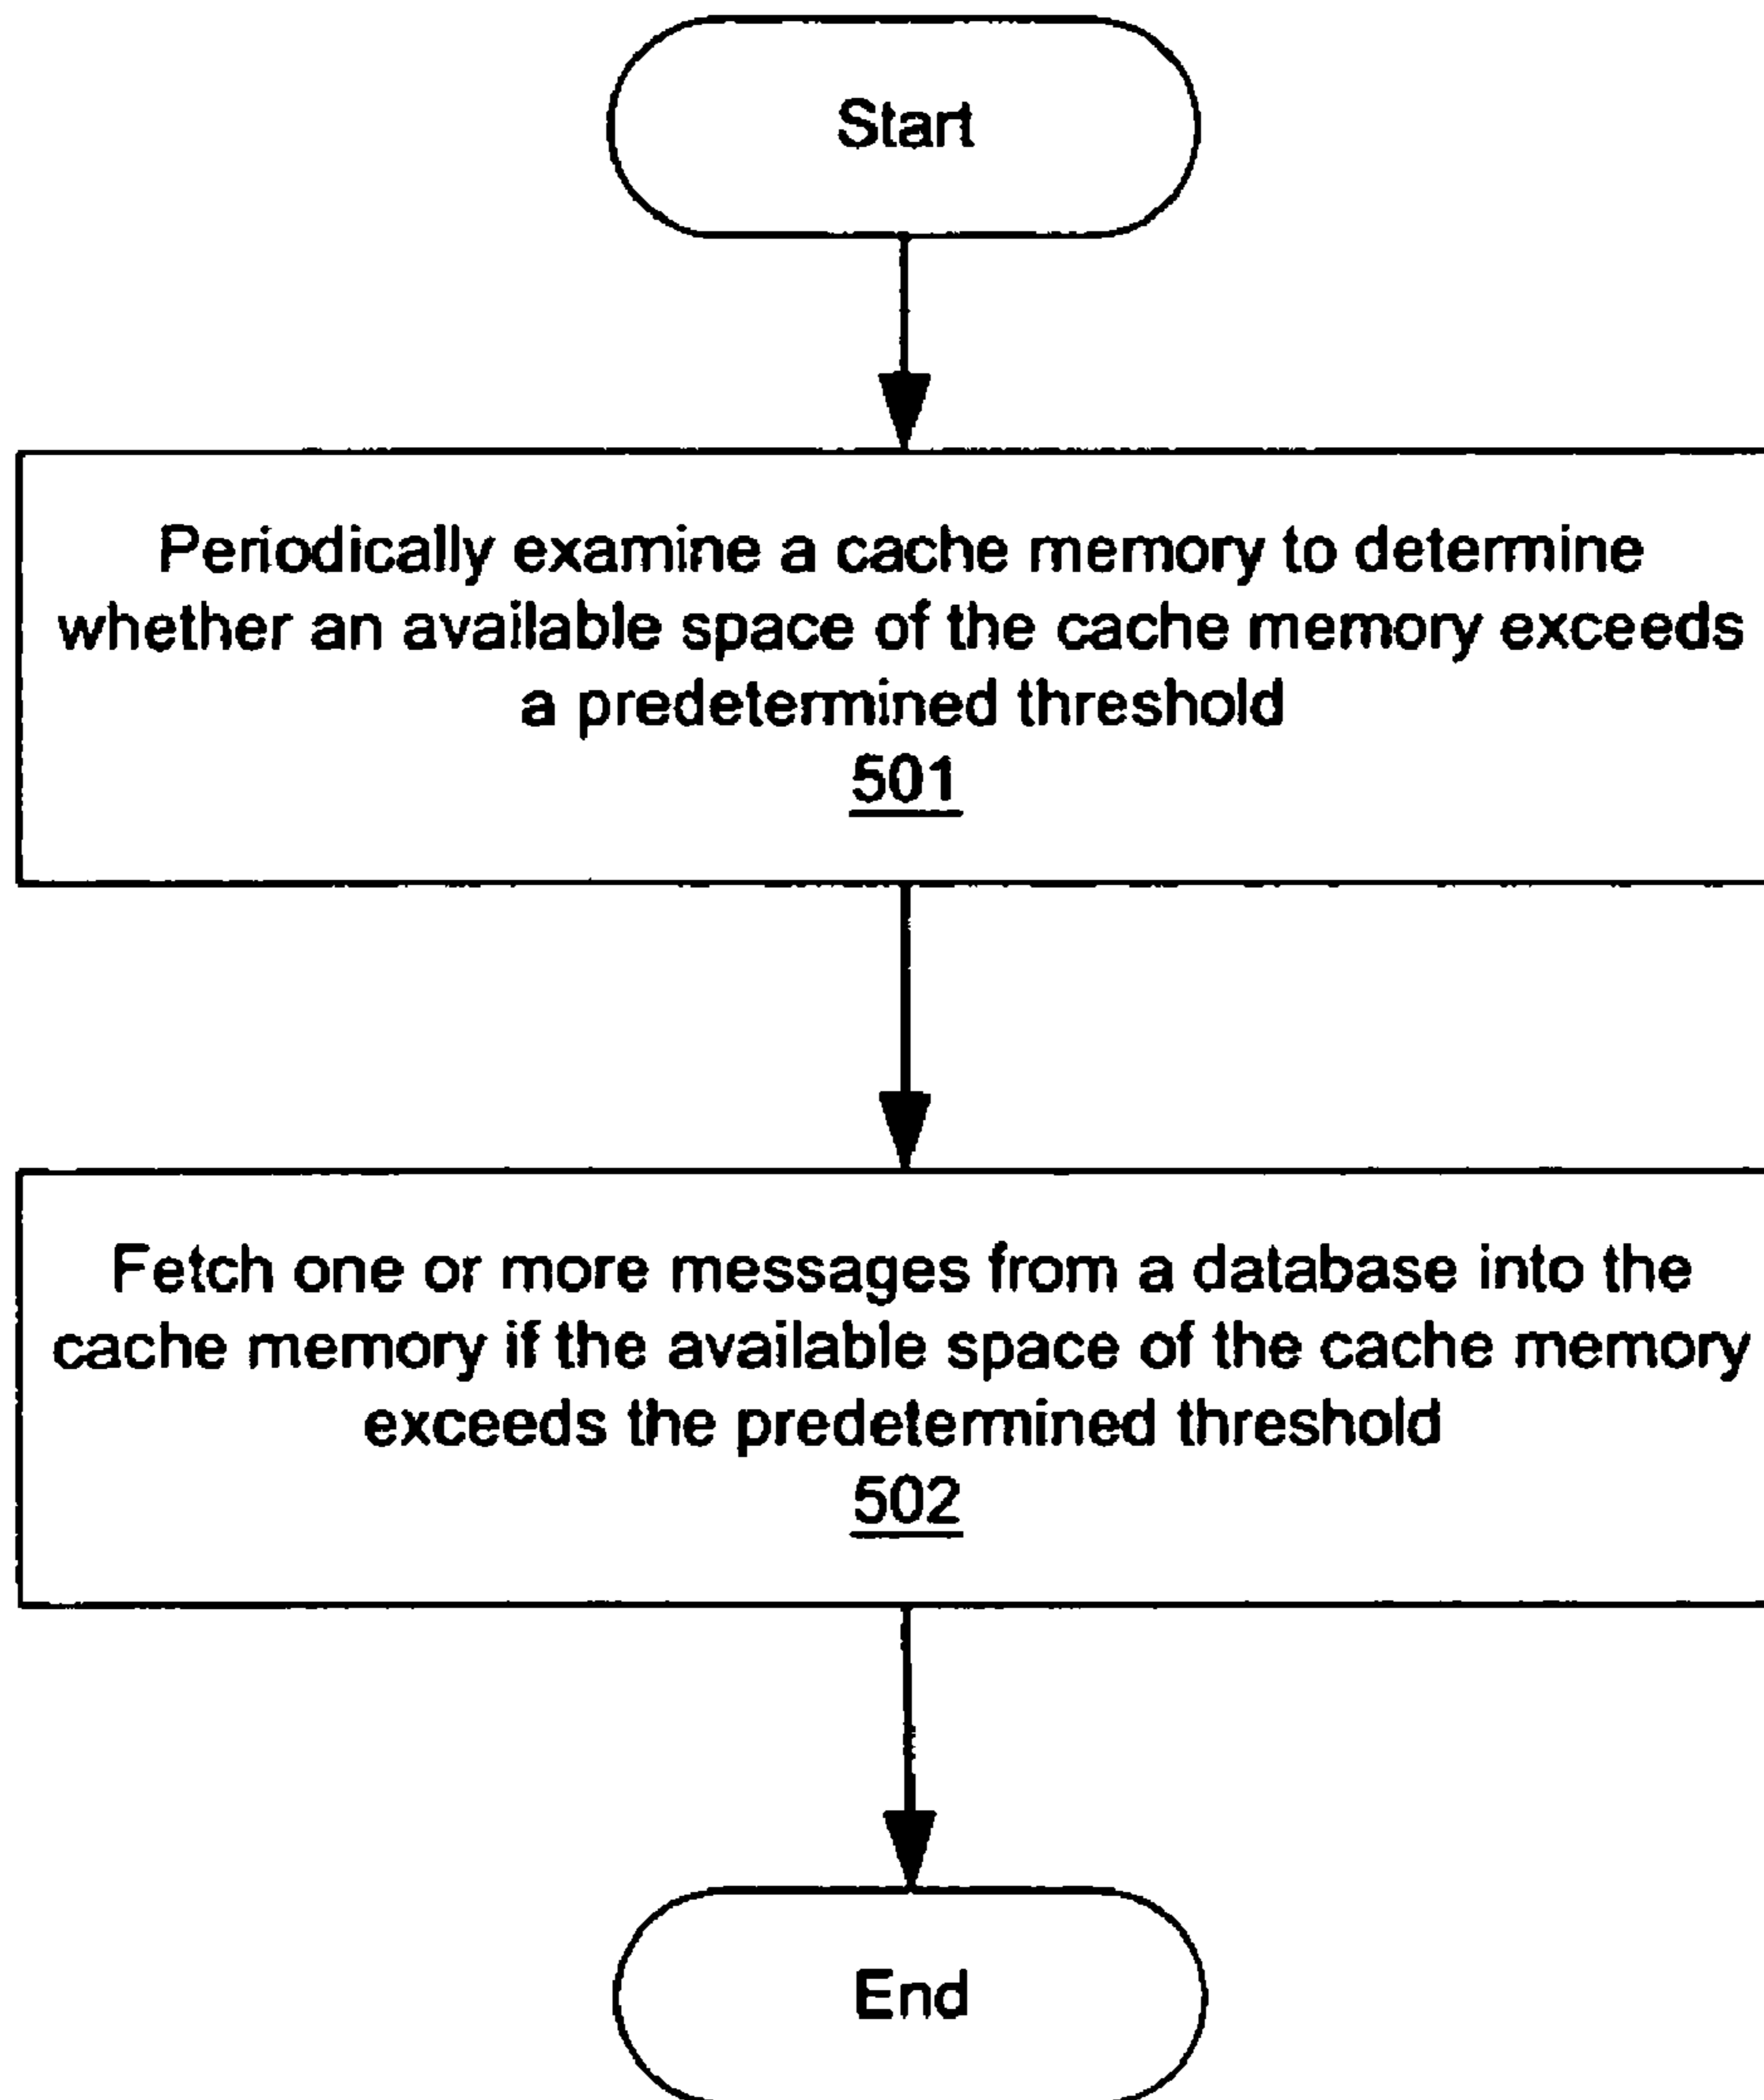 Start
Periodically examine a cache memory to determine
whether an available space of the cache memory exceeds
a predetermined threshold
501
Fetch one or more messages from a database into the
cache memory if the available space of the cache memory
exceeds the predetermined threshold
502
End